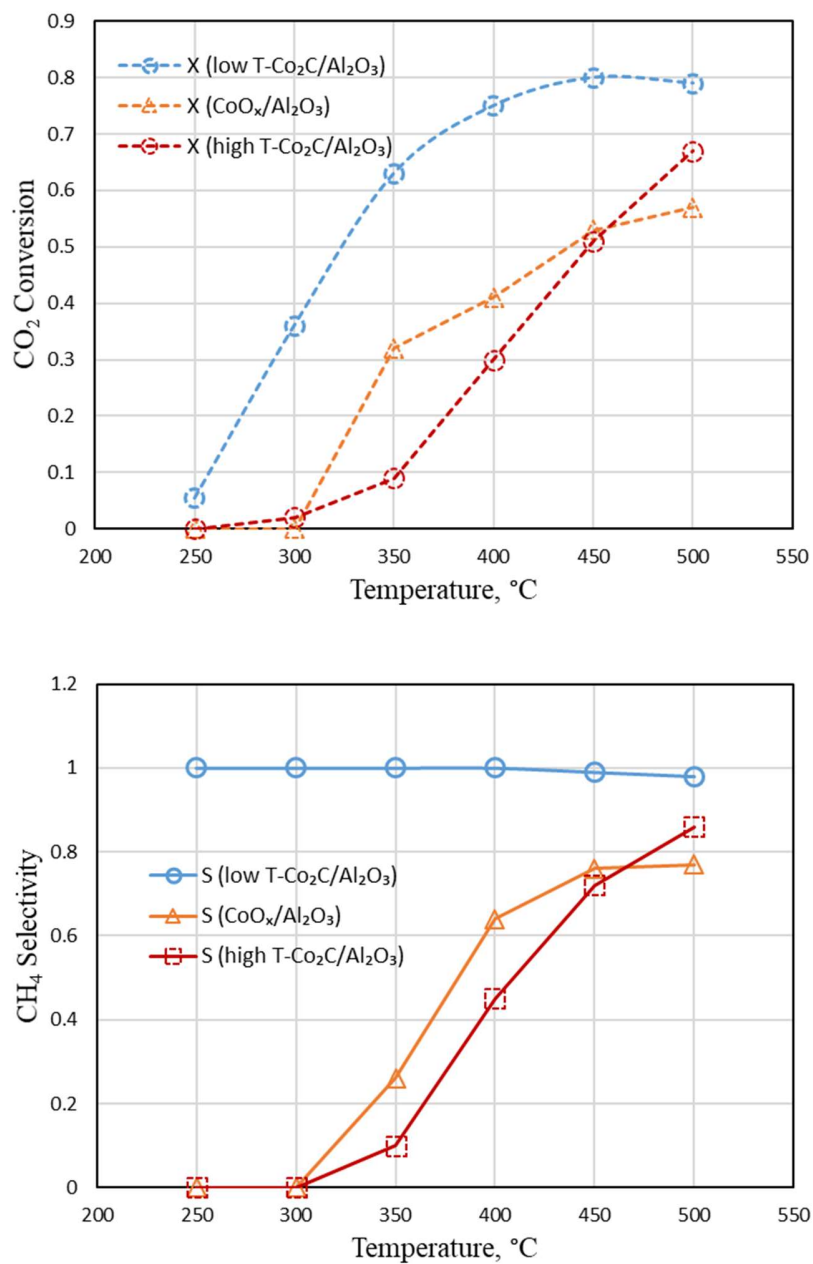 0.9
X (low T-Co₂C/Al₂O₃)
0.8
X (CoOₓ/Al₂O₃)
0.7
X (high T-Co₂C/Al₂O₃)
0.6
0.5
0.4
0.3
0.2
0.1
0
CO₂ Conversion
200 250 300 350 400 450 500 550
Temperature, °C
1.2
1
0.8
S (low T-Co₂C/Al₂O₃)
S (CoOₓ/Al₂O₃)
0.6
S (high T-Co₂C/Al₂O₃)
0.4
0.2
0
CH₄ Selectivity
200 250 300 350 400 450 500 550
Temperature, °C